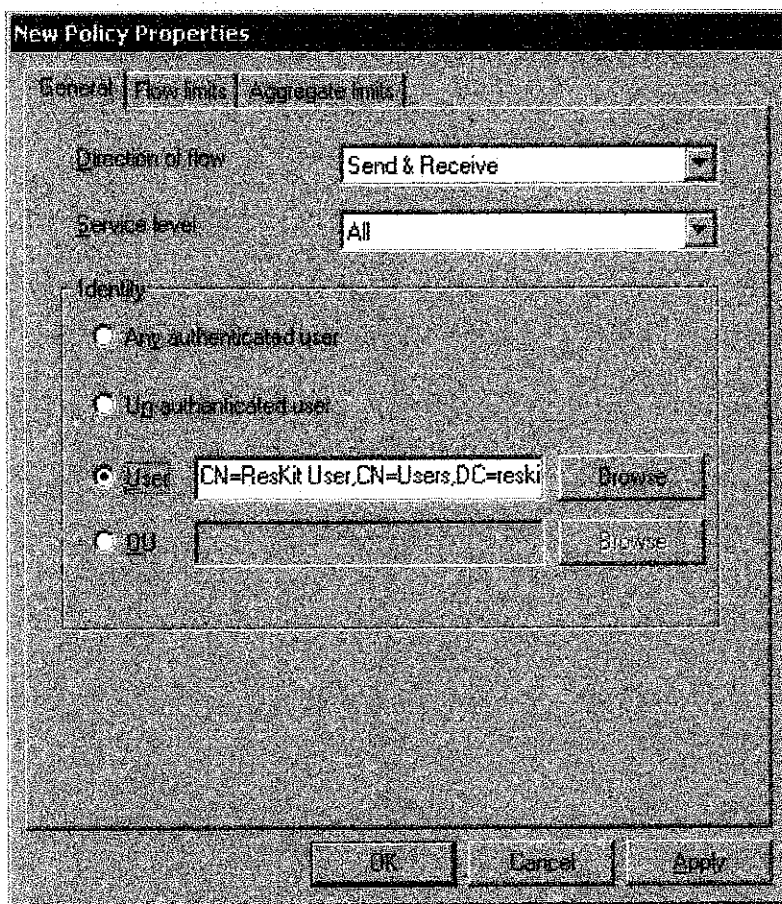 New Policy Properties
General Flow limits Aggregate limits
Direction of flow Send & Receive
Service level All
Identity
Any authenticated user
Un-authenticated user
User CN=ResKit User,CN=Users,DC=reski Browse
OU Browse
OK Cancel Apply